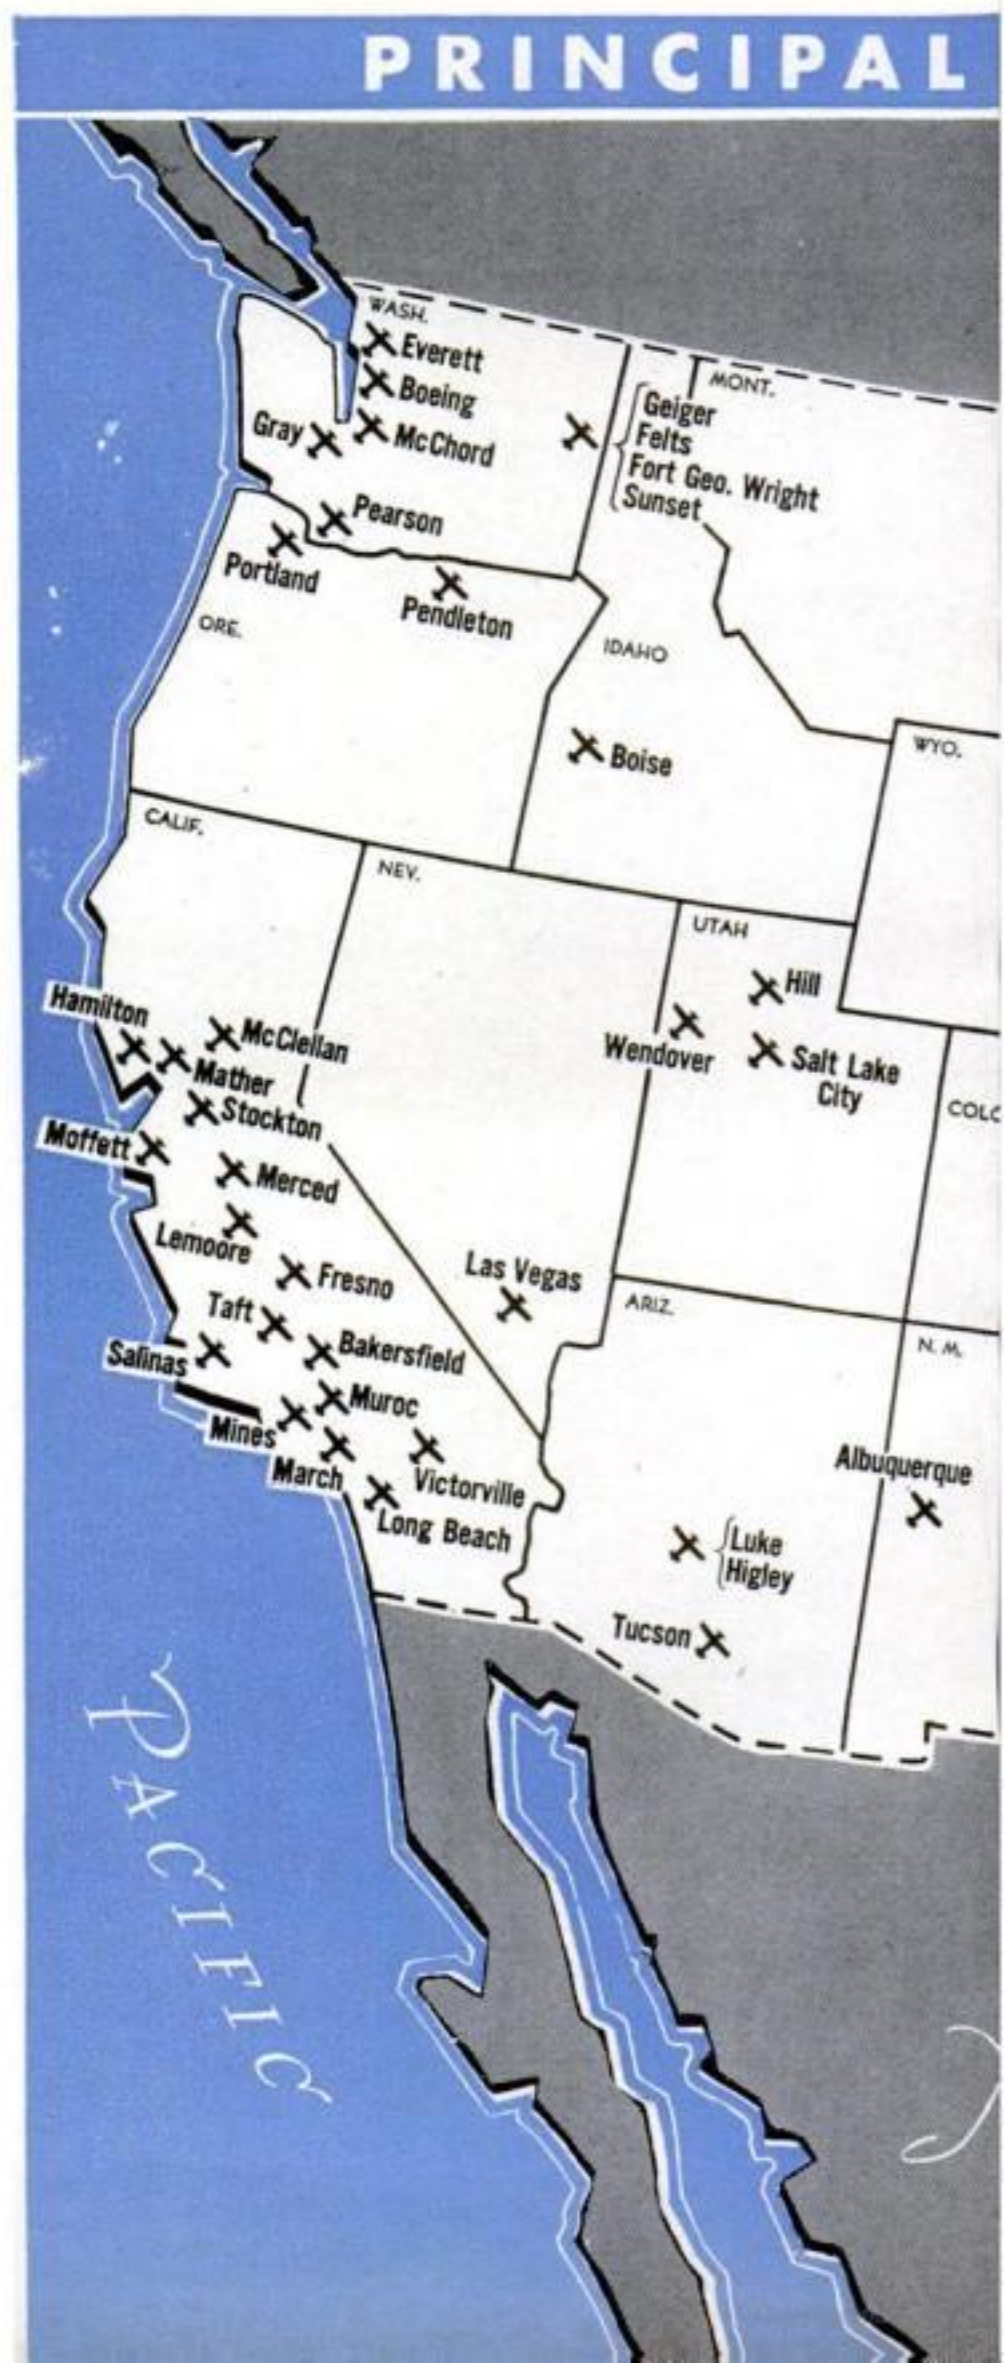 PRINCIPAL
WASH.
Everett
Boeing
McChord
Gray
MONT.
Geiger
Felts
Fort Geo. Wright
Sunset
Pearson
Portland
Pendleton
ORE.
IDAHO
Boise
WYO.
CALIF.
NEV.
UTAH
Hill
Wendover
Salt Lake
City
COLO
Hamilton
McClellan
Mather
Stockton
Moffett
Merced
Lemoore
Fresno
Las Vegas
ARIZ.
Taft
Bakersfield
Salinas
N. M.
Muroc
Mines
March
Victorville
Long Beach
Albuquerque
Luke
Higley
Tucson
PACIFIC